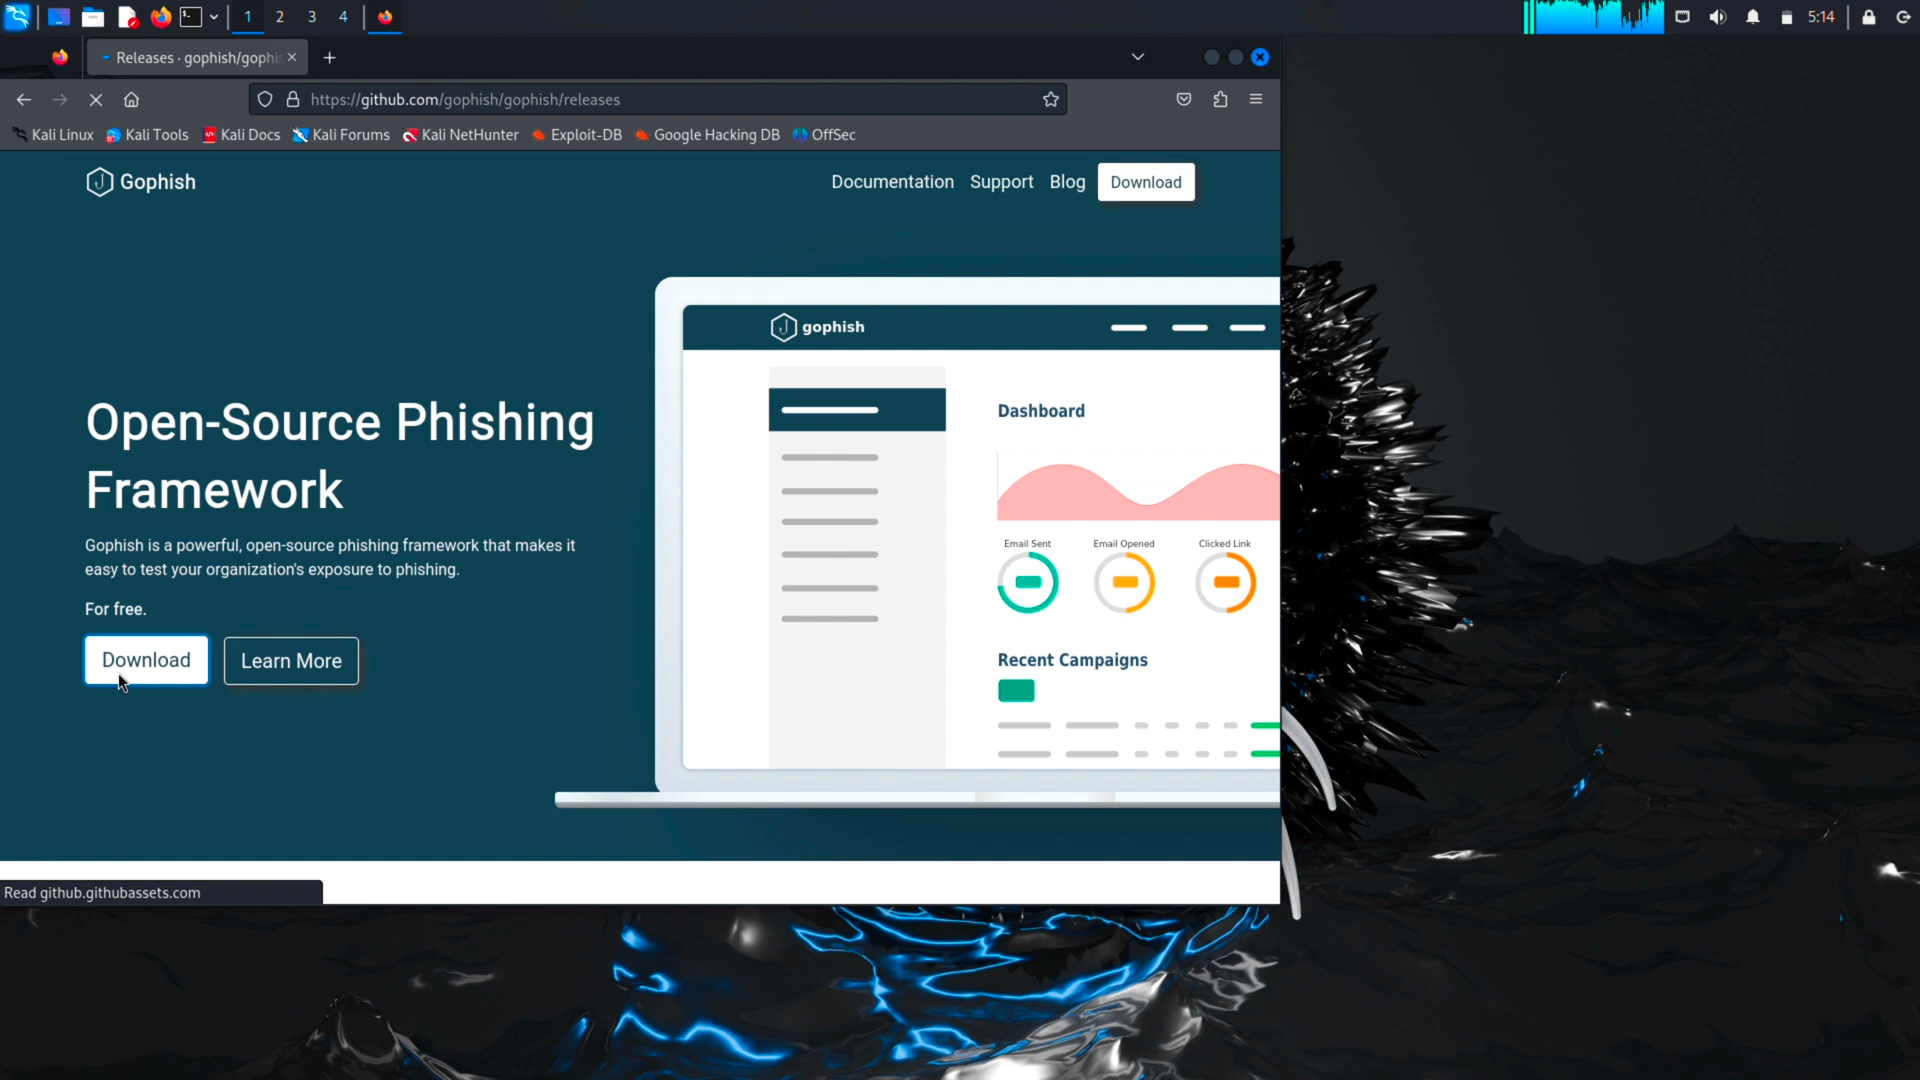 1 2 3 4
5:14
Releases · gophish/gophis
https://github.com/gophish/gophish/releases
Kali Linux Kali Tools Kali Docs Kali Forums Kali NetHunter Exploit-DB Google Hacking DB OffSec
Gophish
Documentation Support Blog Download
gophish
Open-Source Phishing
Framework
Gophish is a powerful, open-source phishing framework that makes it
easy to test your organization's exposure to phishing.
For free.
Download Learn More
Dashboard
Email Sent Email Opened Clicked Link
Recent Campaigns
Read github.githubassets.com